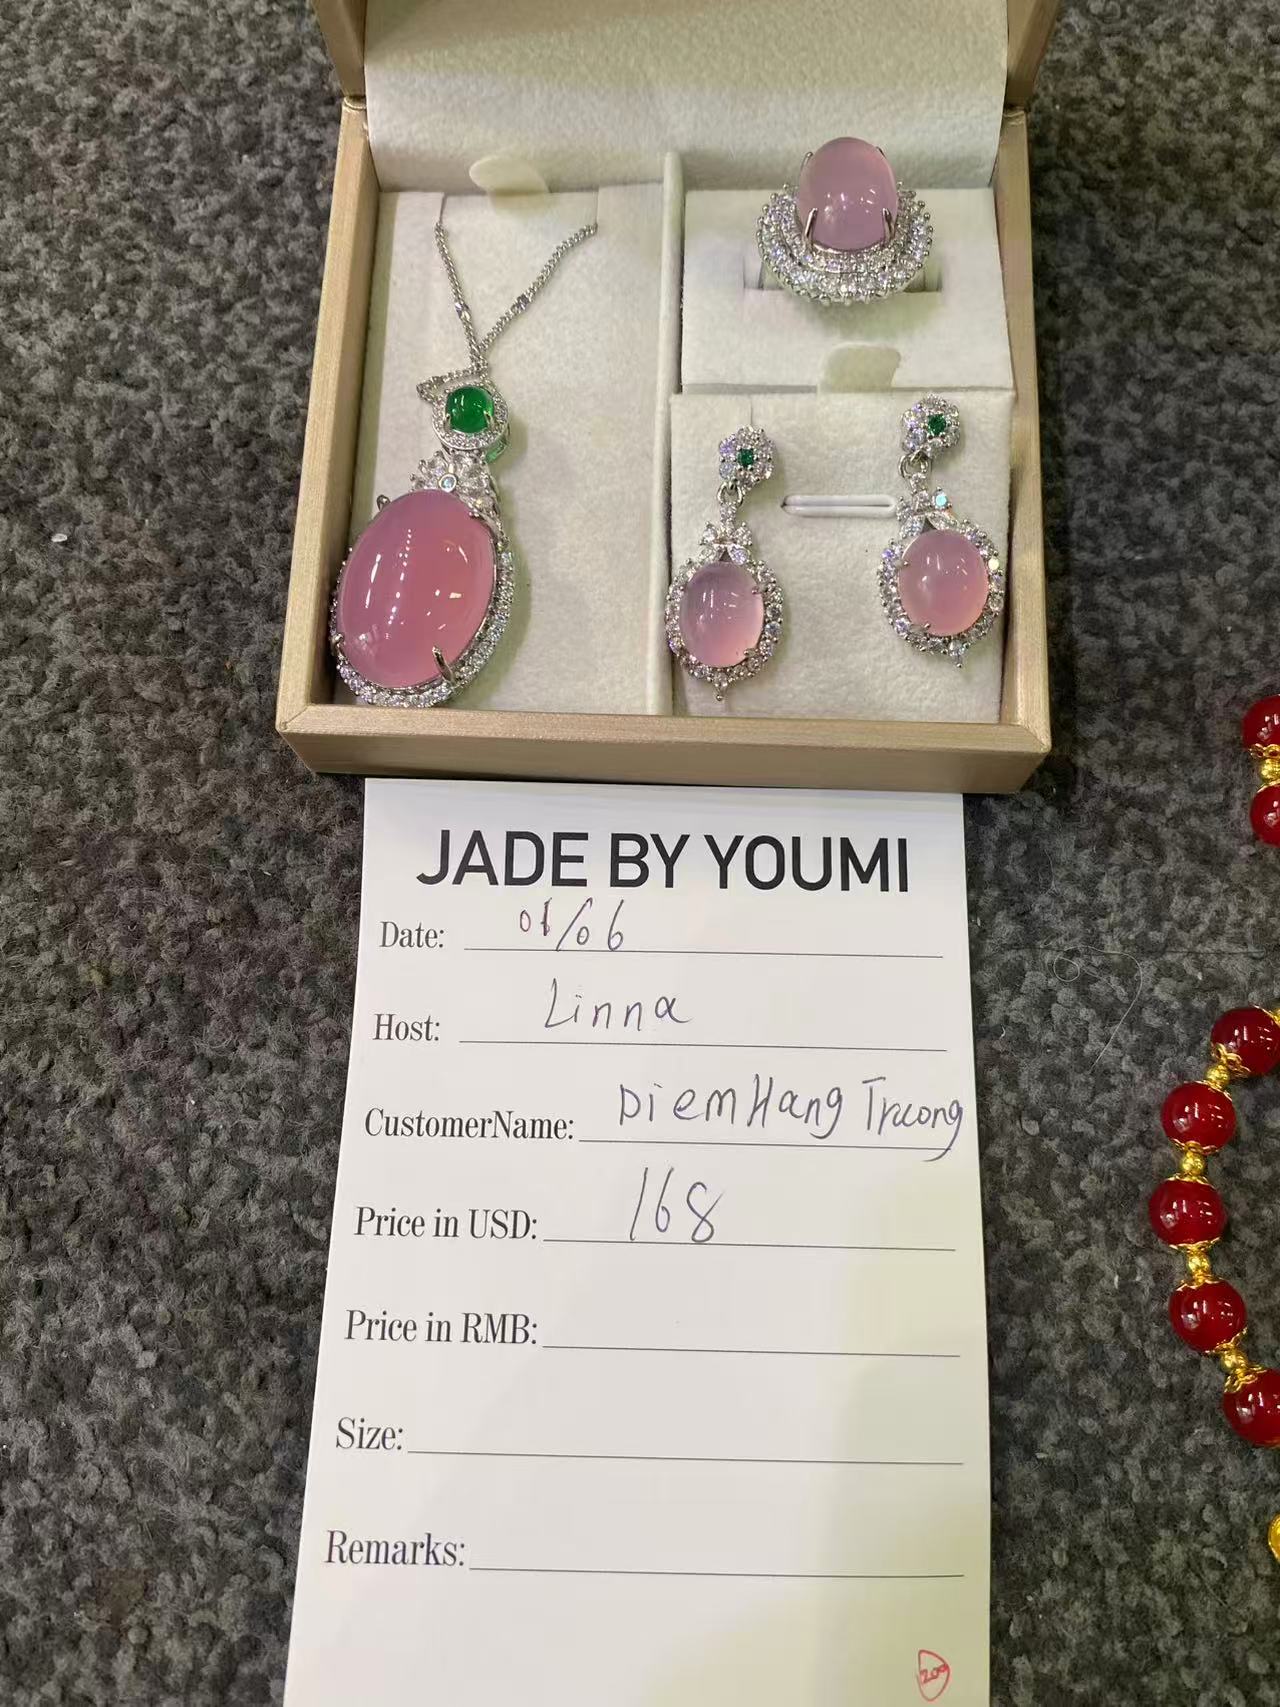 JADE BY YOUMI
Date: 01/06
Host: Linna
CustomerName: Diem Hang Truong
Price in USD: 168
Price in RMB:
Size:
Remarks:
200